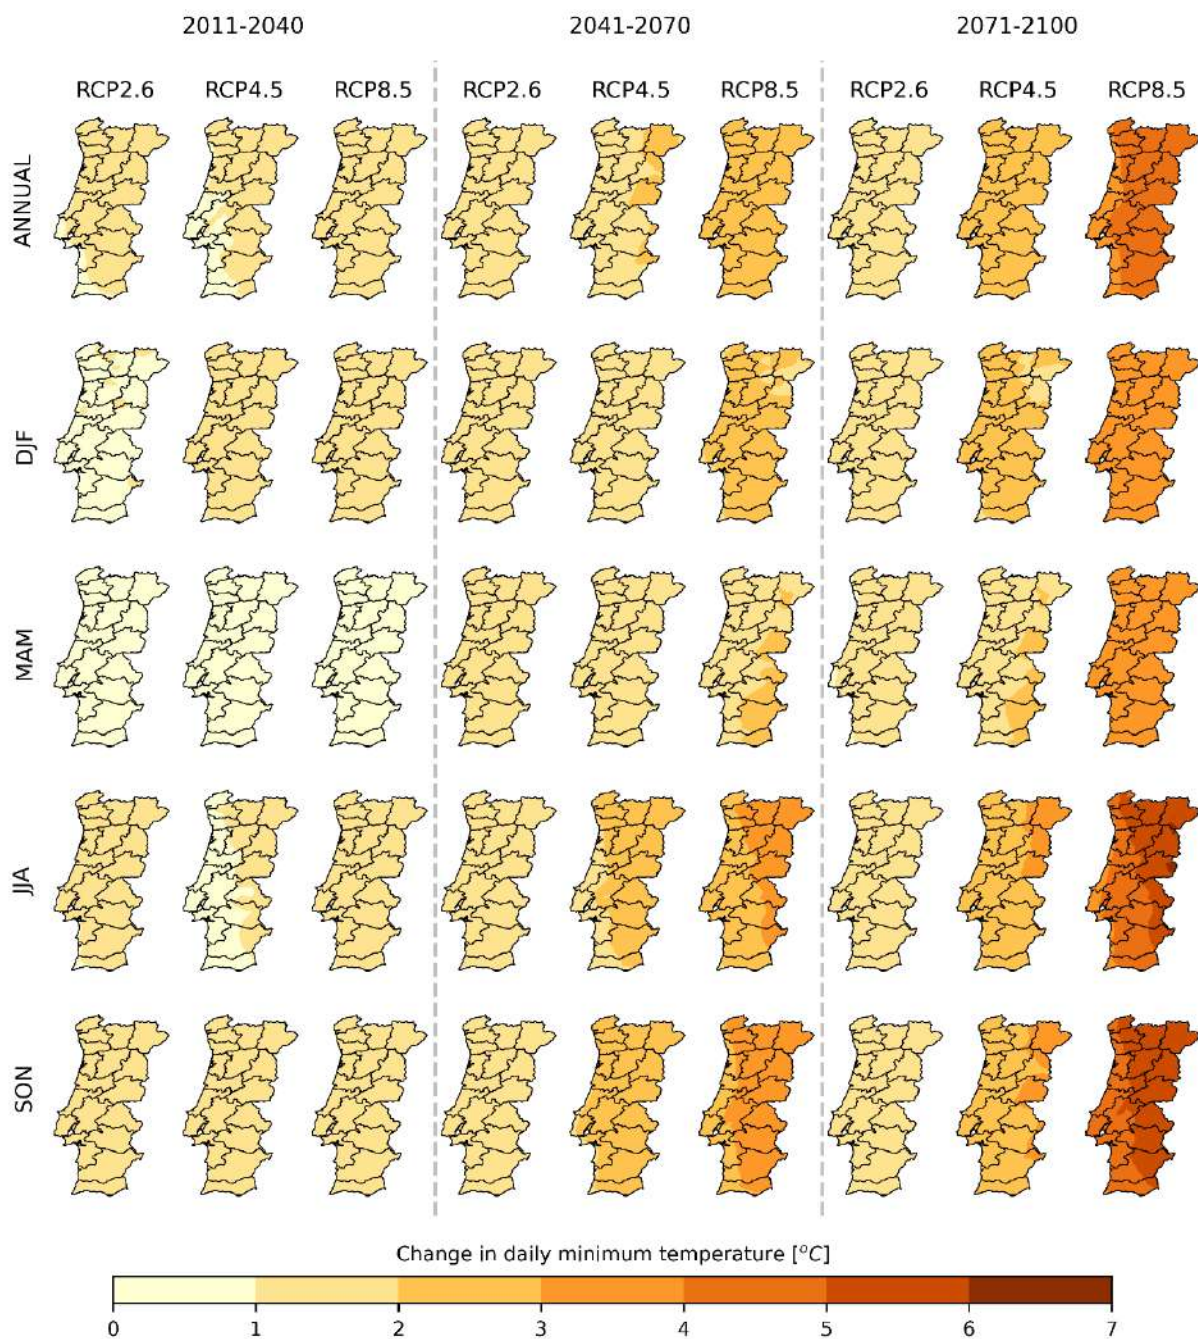 2011-2040 2041-2070 2071-2100
RCP2.6 RCP4.5 RCP8.5 RCP2.6 RCP4.5 RCP8.5 RCP2.6 RCP4.5 RCP8.5
ANNUAL
DJF
MAM
JJA
SON
Change in daily minimum temperature [°C]
0 1 2 3 4 5 6 7